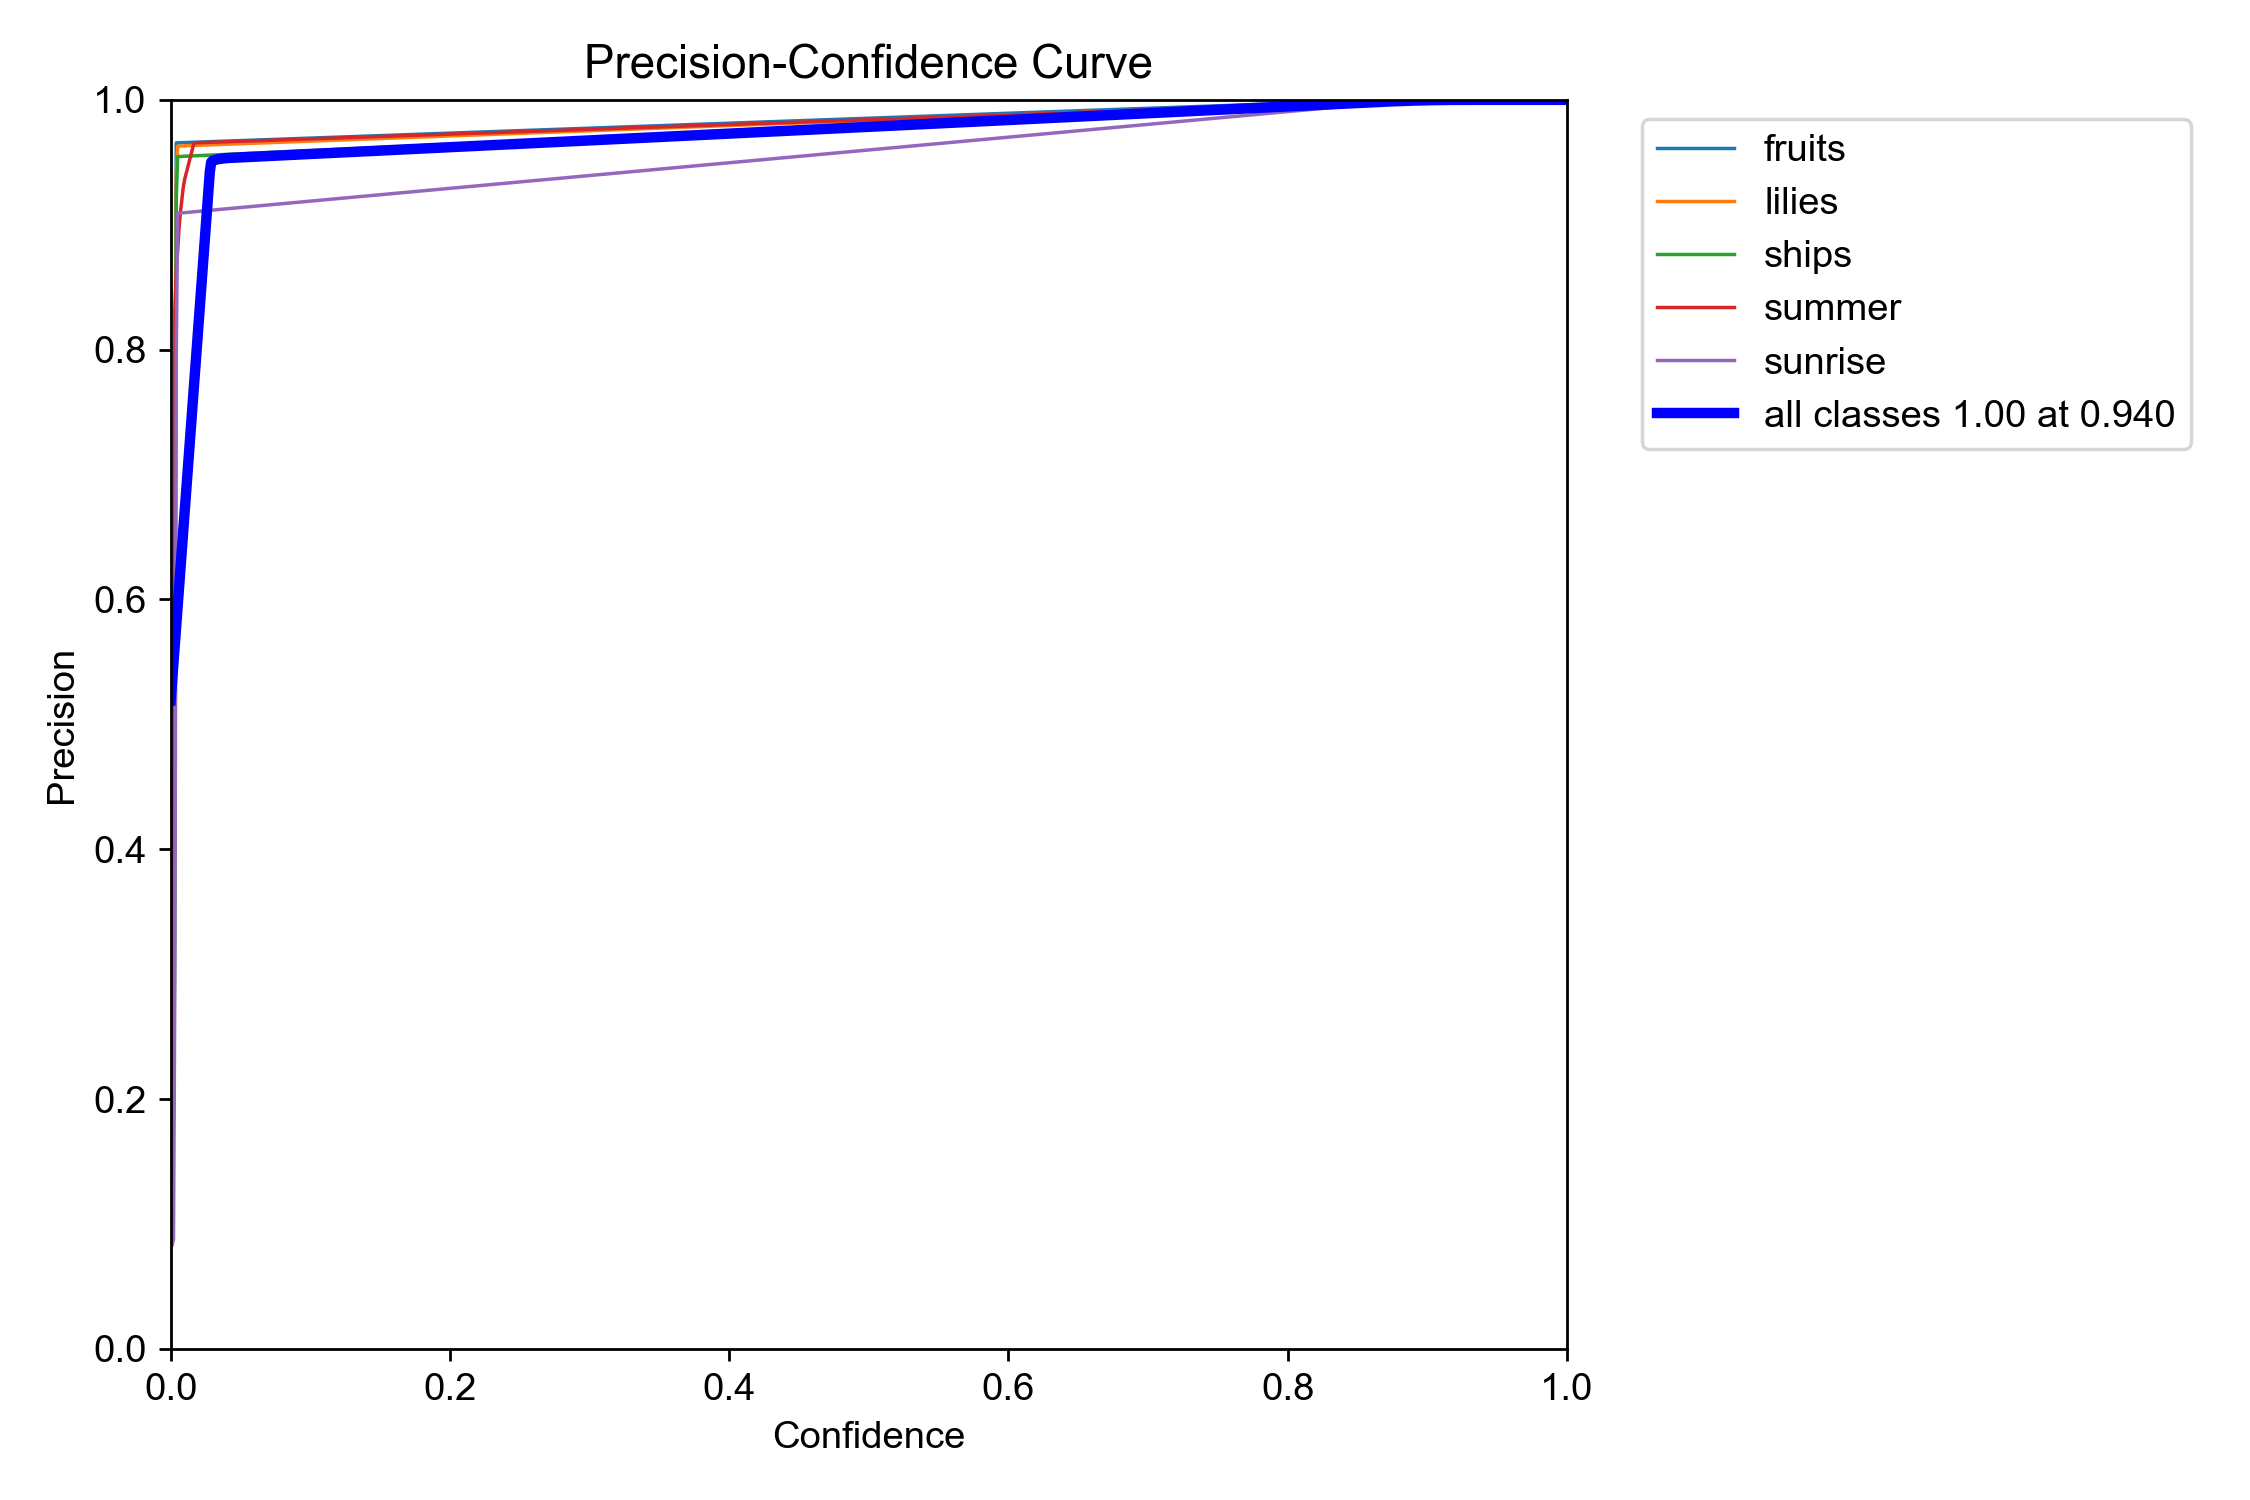 Precision-Confidence Curve
1.0
0.8
0.6
0.4
0.2
0.0
Precision
0.0 0.2 0.4 0.6 0.8 1.0
Confidence
fruits
lilies
ships
summer
sunrise
all classes 1.00 at 0.940